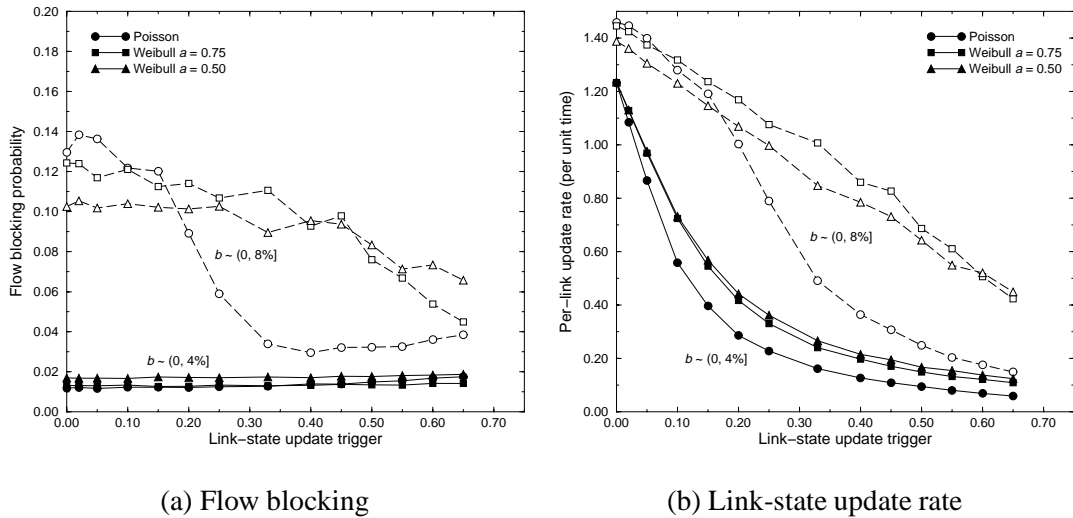 0.20
0.18
0.16
0.14
0.12
0.10
0.08
0.06
0.04
0.02
0.00
Flow blocking probability
Poisson
Weibull a = 0.75
Weibull a = 0.50
b ~ (0, 8%]
b ~ (0, 4%]
0.00 0.10 0.20 0.30 0.40 0.50 0.60 0.70
Link−state update trigger
(a) Flow blocking
1.40
1.20
1.00
0.80
0.60
0.40
0.20
0.00
Per−link update rate (per unit time)
Poisson
Weibull a = 0.75
Weibull a = 0.50
b ~ (0, 8%]
b ~ (0, 4%]
0.00 0.10 0.20 0.30 0.40 0.50 0.60 0.70
Link−state update trigger
(b) Link-state update rate